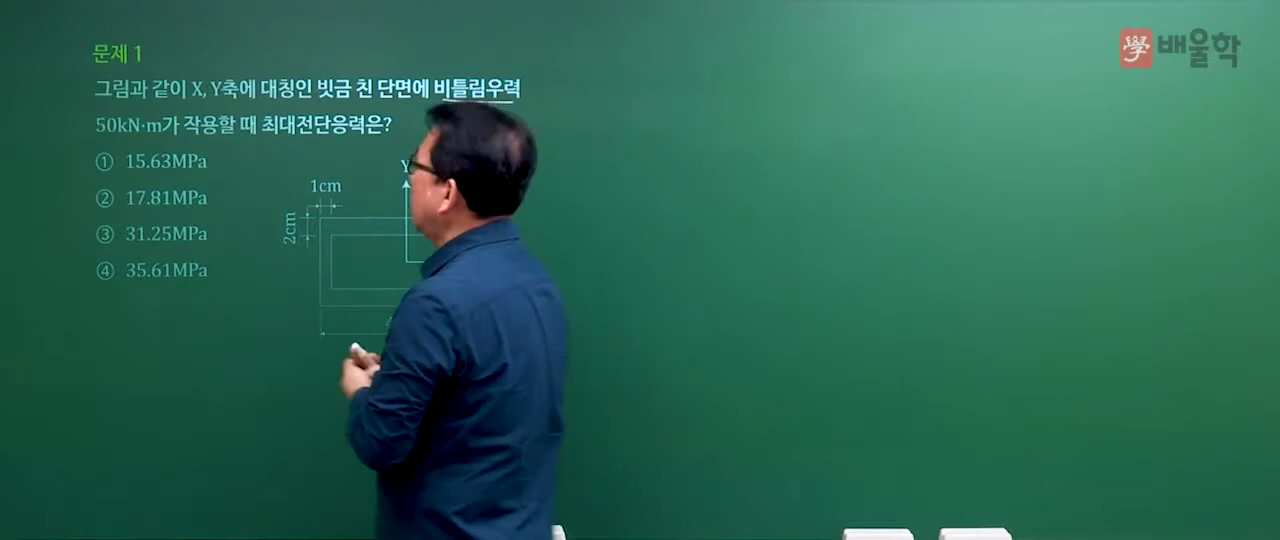 學 배울학
문제 1
그림과 같이 X, Y축에 대칭인 빗금 친 단면에 비틀림우력
50kN·m가 작용할 때 최대전단응력은?
① 15.63MPa
② 17.81MPa
③ 31.25MPa
④ 35.61MPa
Y
1cm
2cm